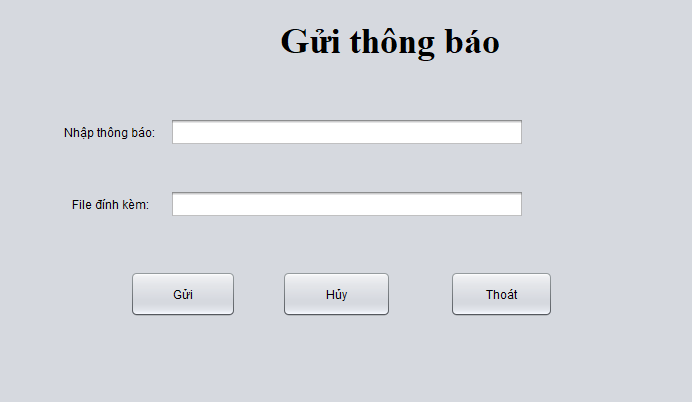 Gửi thông báo
Nhập thông báo:
File đính kèm:
Gửi Hủy Thoát